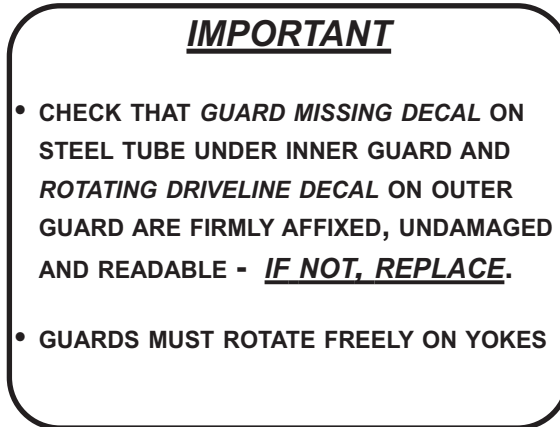 IMPORTANT
• CHECK THAT GUARD MISSING DECAL ON
STEEL TUBE UNDER INNER GUARD AND
ROTATING DRIVELINE DECAL ON OUTER
GUARD ARE FIRMLY AFFIXED, UNDAMAGED
AND READABLE - IF NOT, REPLACE.
• GUARDS MUST ROTATE FREELY ON YOKES